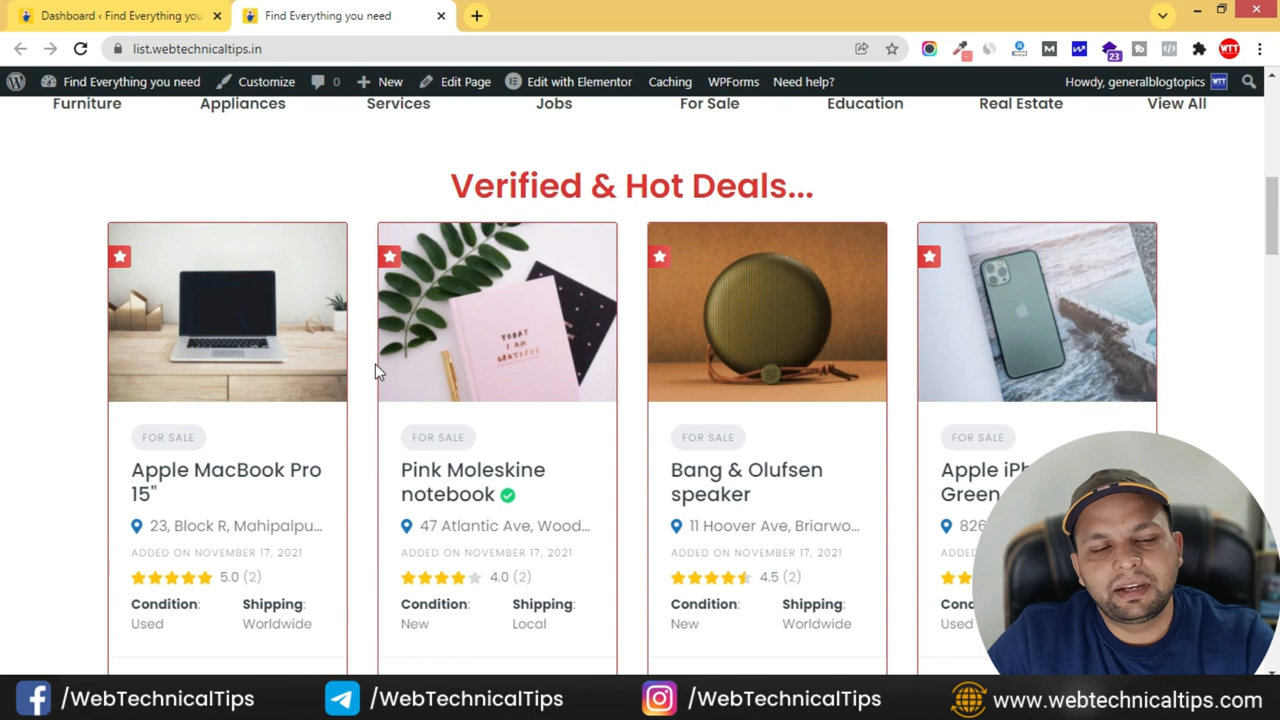 Dashboard ‹ Find Everything you
Find Everything you need
list.webtechnicaltips.in
WTT
23
Find Everything you need
Customize
0
New
Edit Page
Edit with Elementor
Caching
WPForms
Need help?
Howdy, generalblogtopics
Furniture
Appliances
Services
Jobs
For Sale
Education
Real Estate
View All
Verified & Hot Deals...
TODAY
I AM
GRATEFUL
FOR SALE
FOR SALE
FOR SALE
FOR SALE
Apple MacBook Pro
15"
Pink Moleskine
notebook
Bang & Olufsen
speaker
Apple
Green
23, Block R, Mahipalpu...
47 Atlantic Ave, Wood...
11 Hoover Ave, Briarwo...
826
ADDED ON NOVEMBER 17, 2021
ADDED ON NOVEMBER 17, 2021
ADDED ON NOVEMBER 17, 2021
ADDED
5.0 (2)
4.0 (2)
4.5 (2)
Condition:
Shipping:
Condition:
Shipping:
Condition:
Shipping:
Used
Worldwide
New
Local
New
Worldwide
Used
/WebTechnicalTips
/WebTechnicalTips
/WebTechnicalTips
www.webtechnicaltips.com